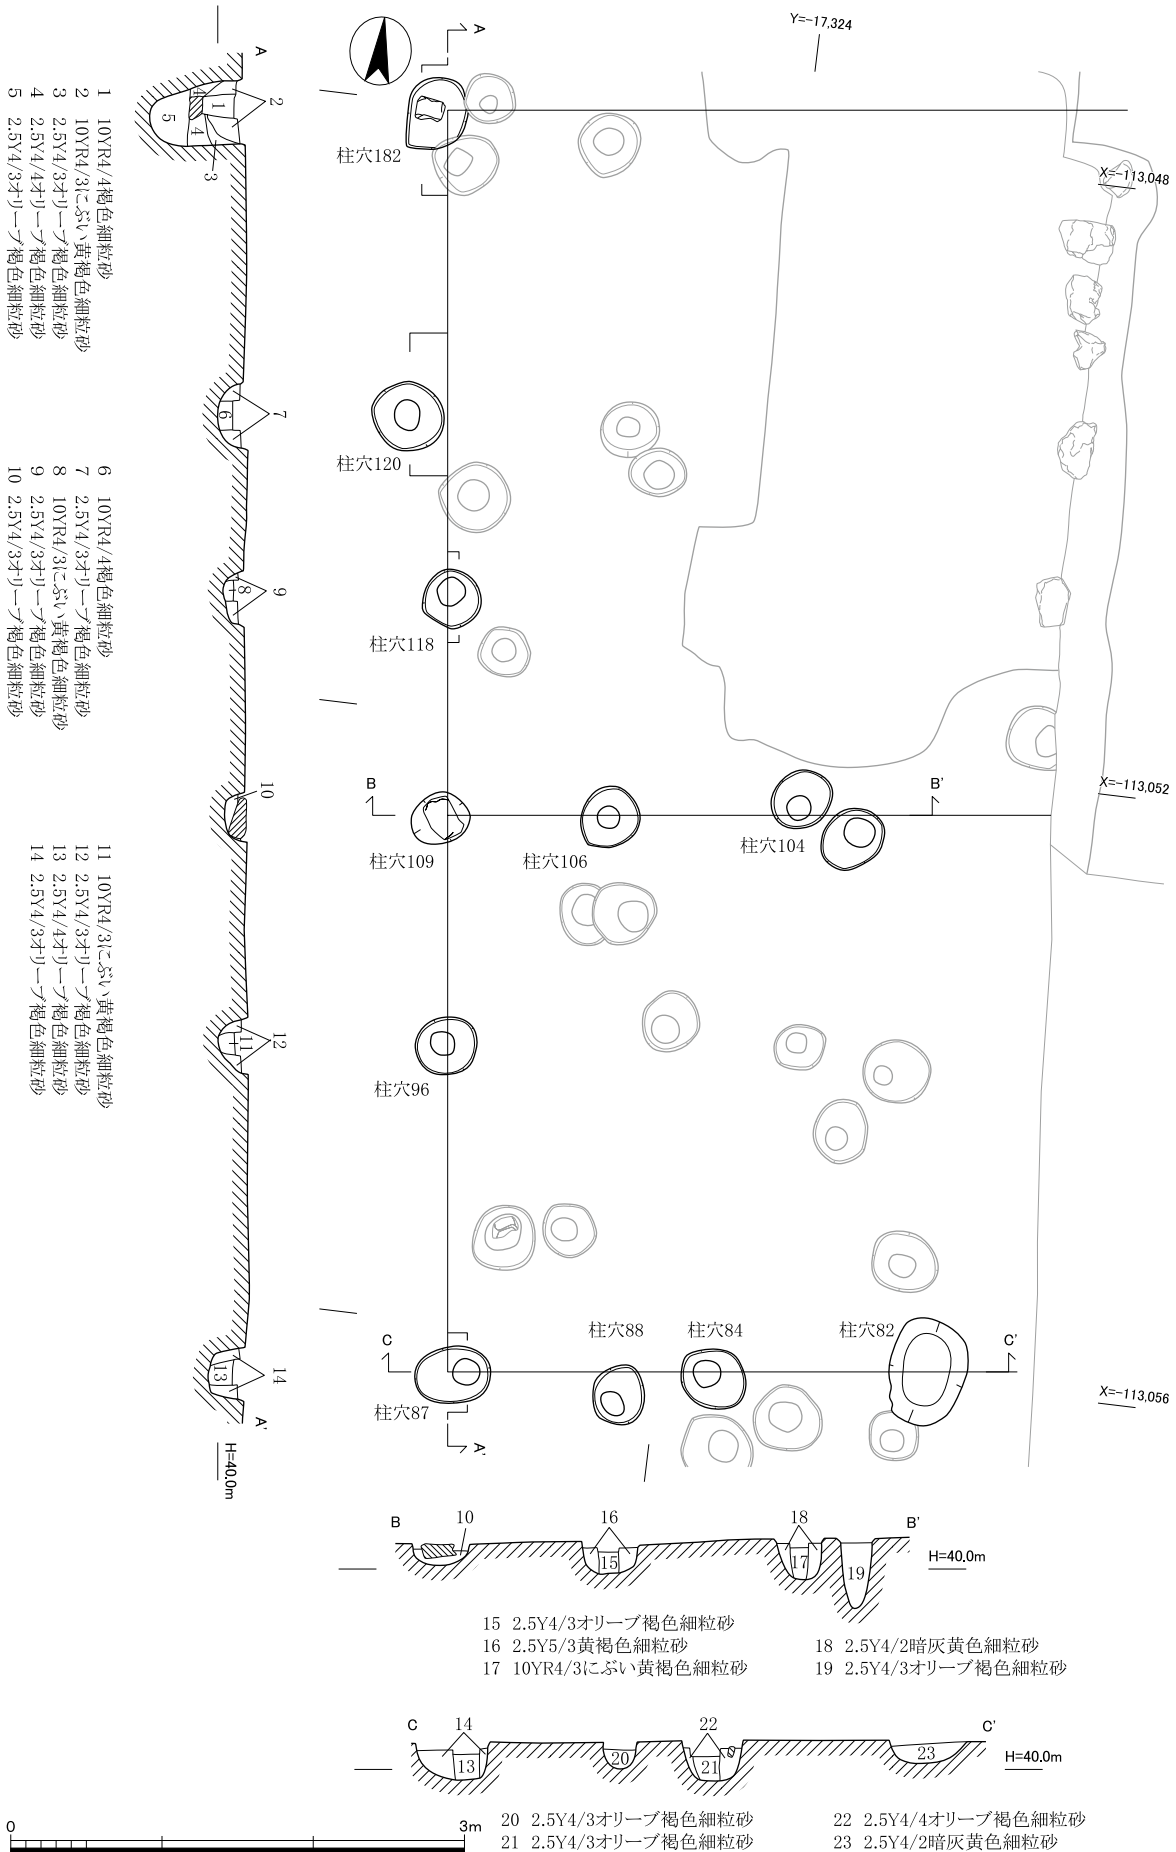 Y=-17,324
A
A
X=-113,048
柱穴182
柱穴120
柱穴118
X=-113,052
B
B'
柱穴109
柱穴106
柱穴104
柱穴96
柱穴88
柱穴84
柱穴82
C
C'
柱穴87
X=-113,056
A'
A'
H=40.0m
1
2
3
4
4
5
6
7
8
9
10
11
12
13
14
1 10YR4/4褐色細粒砂
2 10YR4/3にぶい黄褐色細粒砂
3 2.5Y4/3オリーブ褐色細粒砂
4 2.5Y4/4オリーブ褐色細粒砂
5 2.5Y4/3オリーブ褐色細粒砂
6 10YR4/4褐色細粒砂
7 2.5Y4/3オリーブ褐色細粒砂
8 10YR4/3にぶい黄褐色細粒砂
9 2.5Y4/3オリーブ褐色細粒砂
10 2.5Y4/3オリーブ褐色細粒砂
11 10YR4/3にぶい黄褐色細粒砂
12 2.5Y4/3オリーブ褐色細粒砂
13 2.5Y4/4オリーブ褐色細粒砂
14 2.5Y4/3オリーブ褐色細粒砂
B
10
16
18
B'
15
17
19
H=40.0m
15 2.5Y4/3オリーブ褐色細粒砂
16 2.5Y5/3黄褐色細粒砂
17 10YR4/3にぶい黄褐色細粒砂
18 2.5Y4/2暗灰黄色細粒砂
19 2.5Y4/3オリーブ褐色細粒砂
C
14
22
C'
13
20
21
23
H=40.0m
20 2.5Y4/3オリーブ褐色細粒砂
21 2.5Y4/3オリーブ褐色細粒砂
22 2.5Y4/4オリーブ褐色細粒砂
23 2.5Y4/2暗灰黄色細粒砂
0
3m